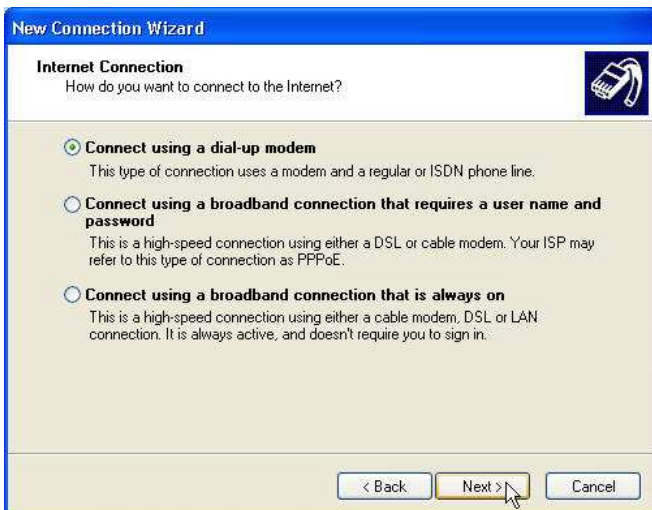 New Connection Wizard
Internet Connection
How do you want to connect to the Internet?
Connect using a dial-up modem
This type of connection uses a modem and a regular or ISDN phone line.
Connect using a broadband connection that requires a user name and
password
This is a high-speed connection using either a DSL or cable modem. Your ISP may
refer to this type of connection as PPPoE.
Connect using a broadband connection that is always on
This is a high-speed connection using either a cable modem, DSL or LAN
connection. It is always active, and doesn't require you to sign in.
< Back Next > Cancel